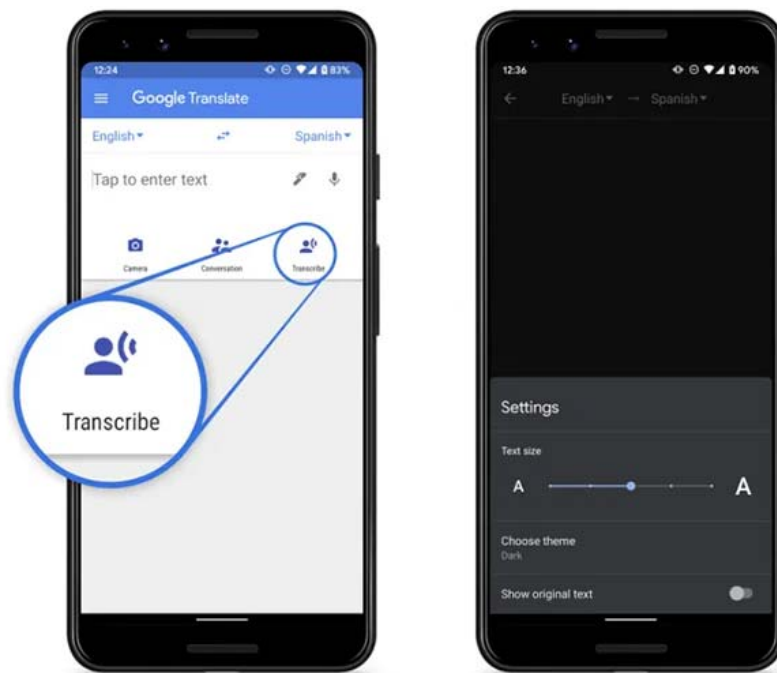 12:24 83%
Google Translate
English Spanish
Tap to enter text
Camera Conversation Transcribe
Transcribe
12:36 90%
English → Spanish
Settings
Text size
A A
Choose theme
Dark
Show original text